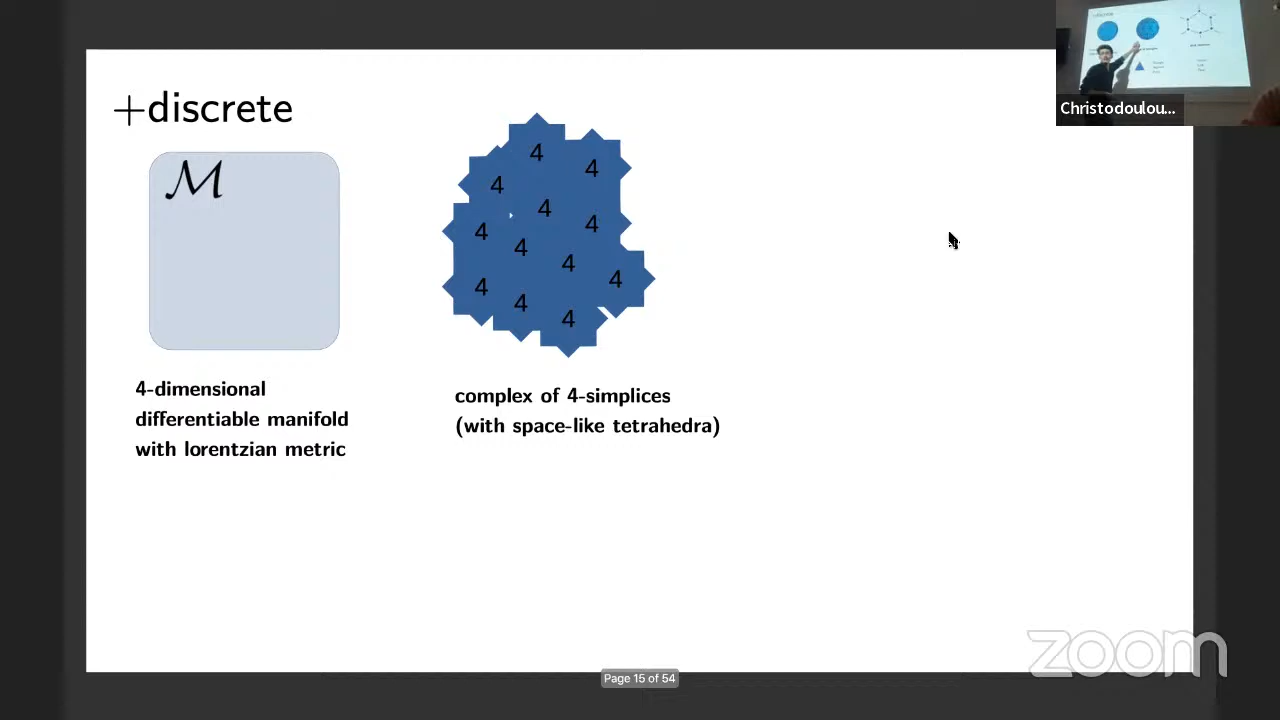 +discrete
ℳ
4
4
4
4
4
4
4
4
4
4
4
4
4-dimensional
differentiable manifold
with lorentzian metric
complex of 4-simplices
(with space-like tetrahedra)
Christodoulou...
Page 15 of 54
zoom